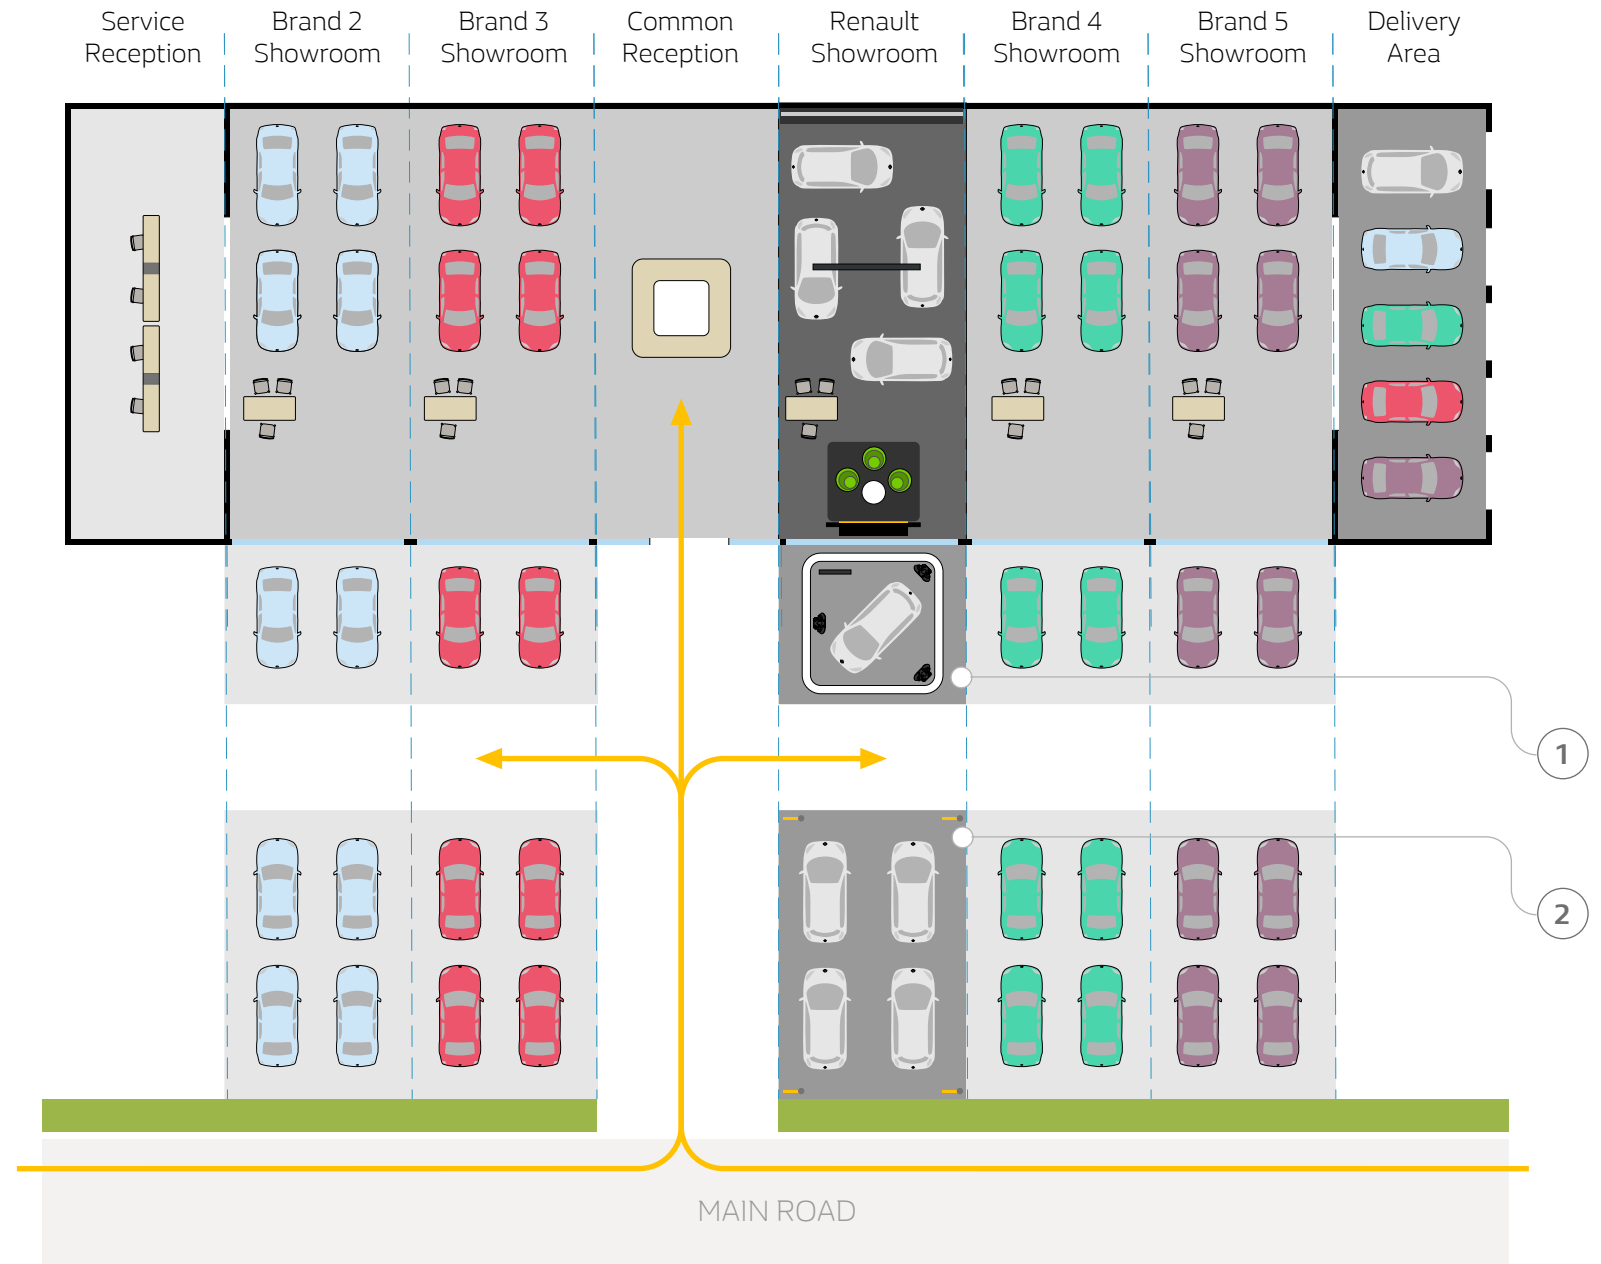 Service
Reception
Brand 2
Showroom
Brand 3
Showroom
Common
Reception
Renault
Showroom
Brand 4
Showroom
Brand 5
Showroom
Delivery
Area
1
2
MAIN ROAD